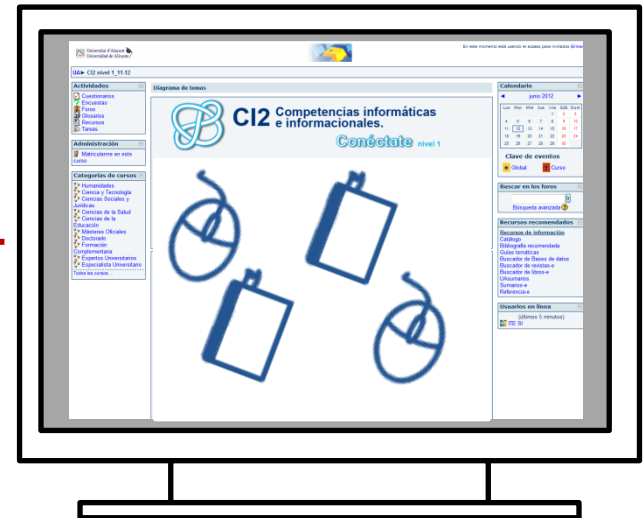 Universitat d'Alacant
Universidad de Alicante
En este momento está usando el acceso para invitados (Entrar
UA► CI2 nivel 1_11-12
Actividades
Cuestionarios
Encuestas
Foros
Glosarios
Recursos
Tareas
Administración
Matricularme en este
curso
Categorías de cursos
Humanidades
Ciencia y Tecnología
Ciencias Sociales y
Jurídicas
Ciencias de la Salud
Ciencias de la
Educación
Másteres Oficiales
Doctorado
Formación
Complementaria
Expertos Universitarios
Especialista Universitario
Todos los cursos ...
Diagrama de temas
CI2 Competencias informáticas
e informacionales.
Conéctate nivel 1
Calendario
◄ junio 2012 ►
Lun Mar Mié Jue Vie Sáb Dom
1 2 3
4 5 6 7 8 9 10
11 12 13 14 15 16 17
18 19 20 21 22 23 24
25 26 27 28 29 30
Clave de eventos
Global Curso
Buscar en los foros
Búsqueda avanzada
Recursos recomendados
Recursos de información
Catálogo
Bibliografía recomendada
Guías temáticas
Buscador de Bases de datos
Buscador de revistas-e
Buscador de libros-e
UAsumarios
Sumarios-e
Referencia-e
Usuarios en línea
(últimos 5 minutos)
ITE SI